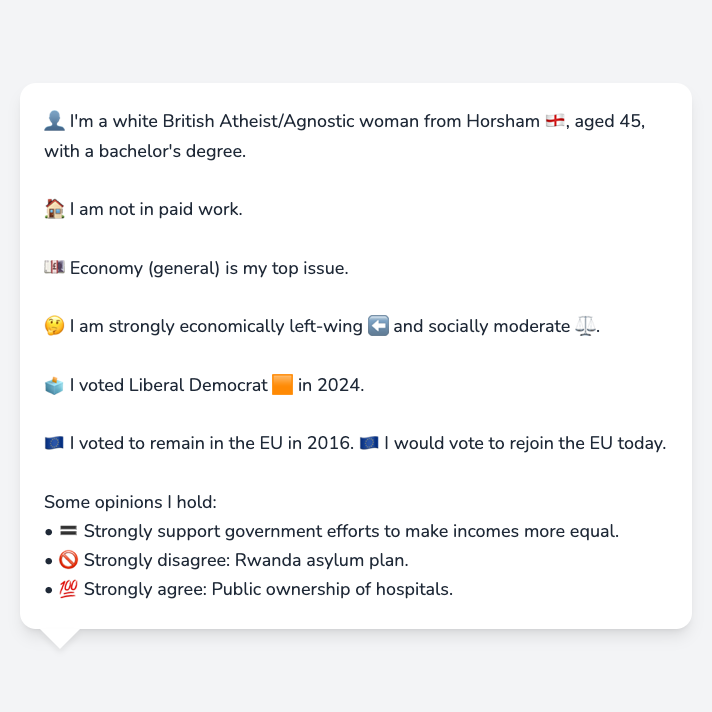 👤 I'm a white British Atheist/Agnostic woman from Horsham 🏴󠁧󠁢󠁥󠁮󠁧󠁿, aged 45,
with a bachelor's degree.
🏠 I am not in paid work.
💷 Economy (general) is my top issue.
🤔 I am strongly economically left-wing ⬅️ and socially moderate ⚖️.
🗳️ I voted Liberal Democrat 🟧 in 2024.
🇪🇺 I voted to remain in the EU in 2016. 🇪🇺 I would vote to rejoin the EU today.
Some opinions I hold:
• 🟰 Strongly support government efforts to make incomes more equal.
• 🚫 Strongly disagree: Rwanda asylum plan.
• 💯 Strongly agree: Public ownership of hospitals.